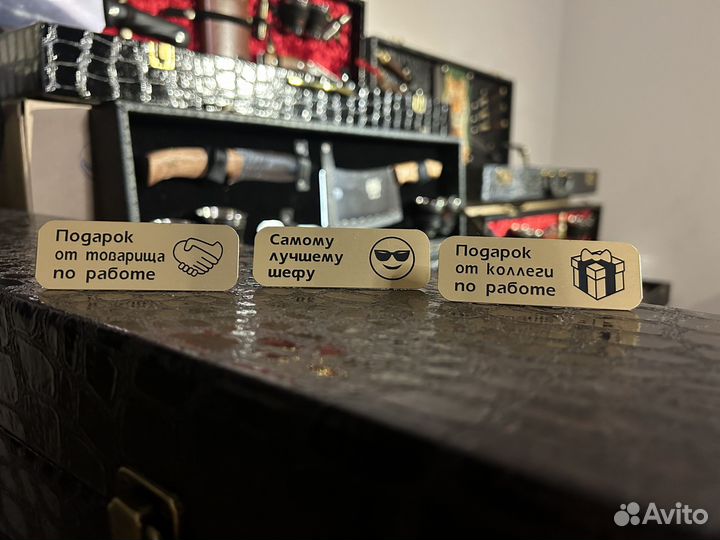 Подарок
от товарища
по работе
Самому
лучшему
шефу
Подарок
от коллеги
по работе
Avito